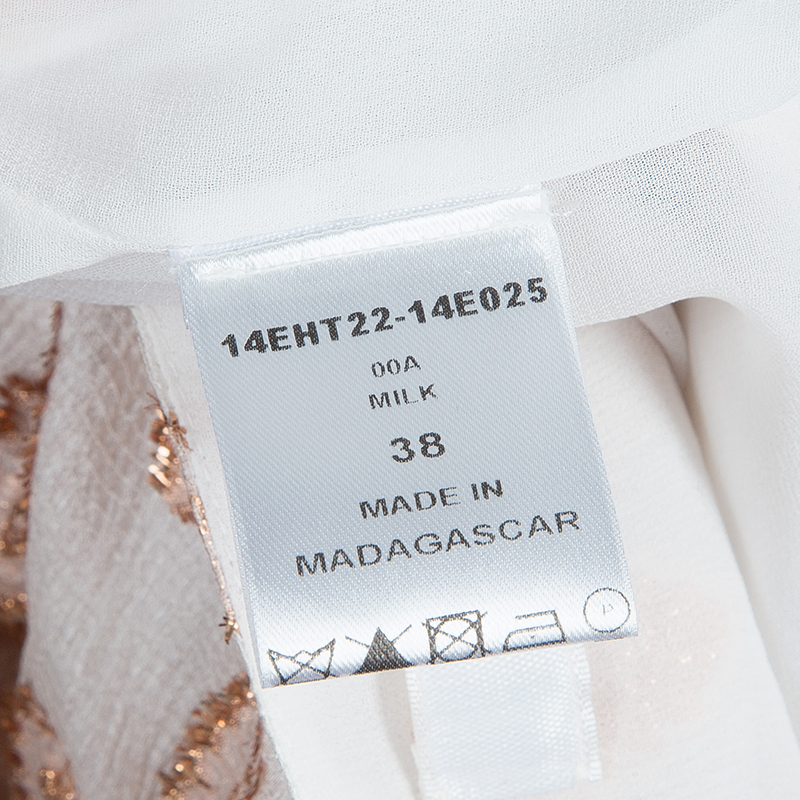 14EHT22-14E025
00A
MILK
38
MADE IN
MADAGASCAR
P